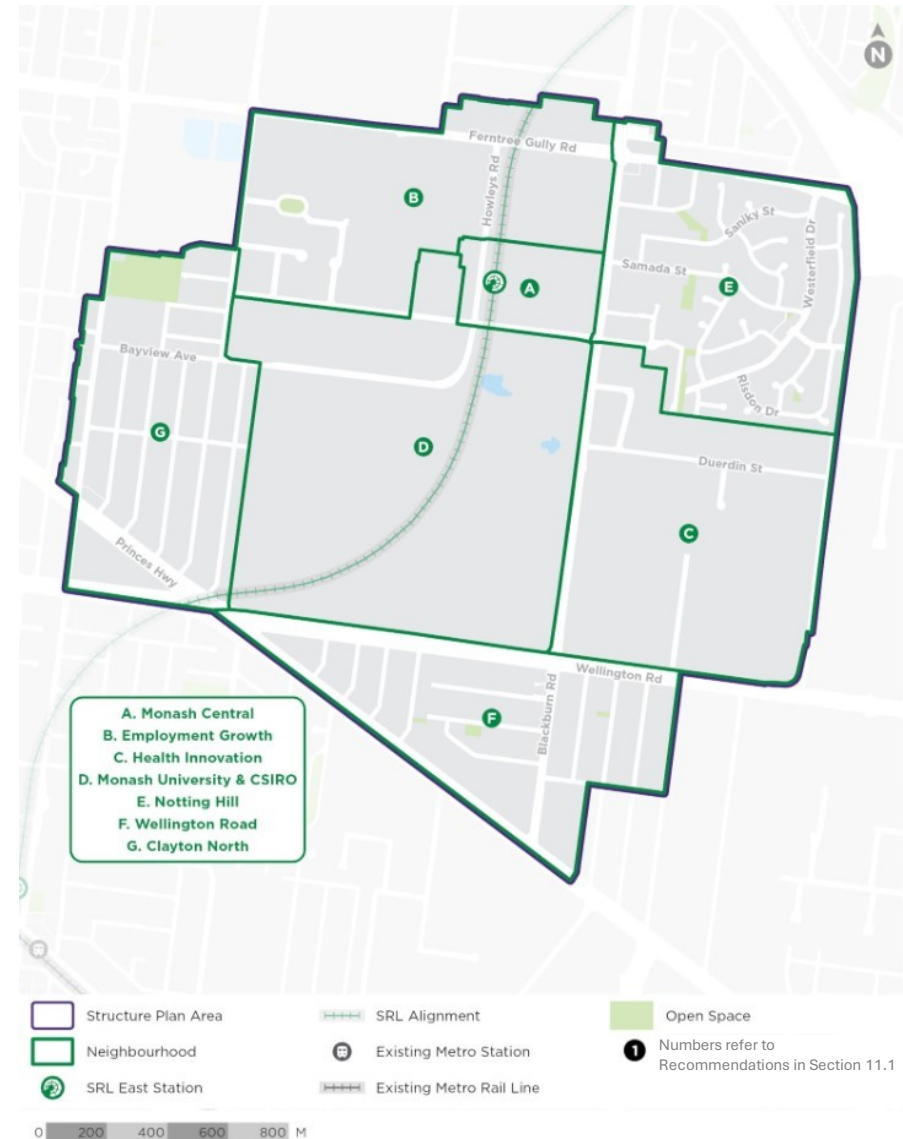 N
Ferntree Gully Rd
Howleys Rd
B
Saniky St
Westerfield Dr
Samada St
A
E
Bayview Ave
Risdon Dr
G
D
Duerdin St
C
Princes Hwy
Wellington Rd
Blackburn Rd
F
A. Monash Central
B. Employment Growth
C. Health Innovation
D. Monash University & CSIRO
E. Notting Hill
F. Wellington Road
G. Clayton North
Structure Plan Area
SRL Alignment
Open Space
Neighbourhood
Existing Metro Station
1 Numbers refer to
Recommendations in Section 11.1
SRL East Station
Existing Metro Rail Line
0 200 400 600 800 M